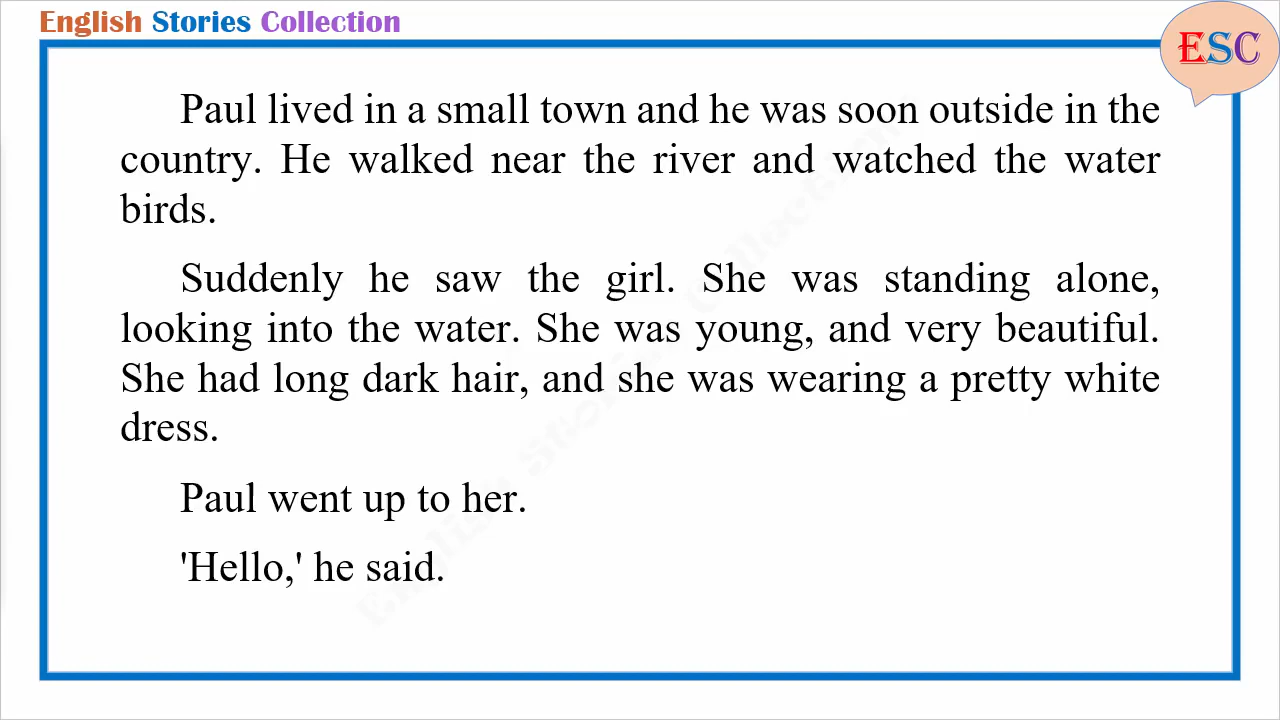 English Stories Collection
ESC
Paul lived in a small town and he was soon outside in the
country. He walked near the river and watched the water
birds.
Suddenly he saw the girl. She was standing alone,
looking into the water. She was young, and very beautiful.
She had long dark hair, and she was wearing a pretty white
dress.
Paul went up to her.
'Hello,' he said.
English Stories Collection